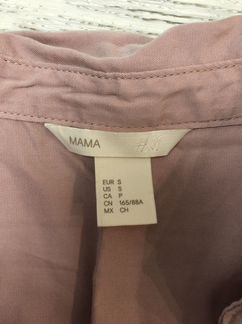 MAMA H&M
EUR S
US S
CA P
CN 165/88A
MX CH